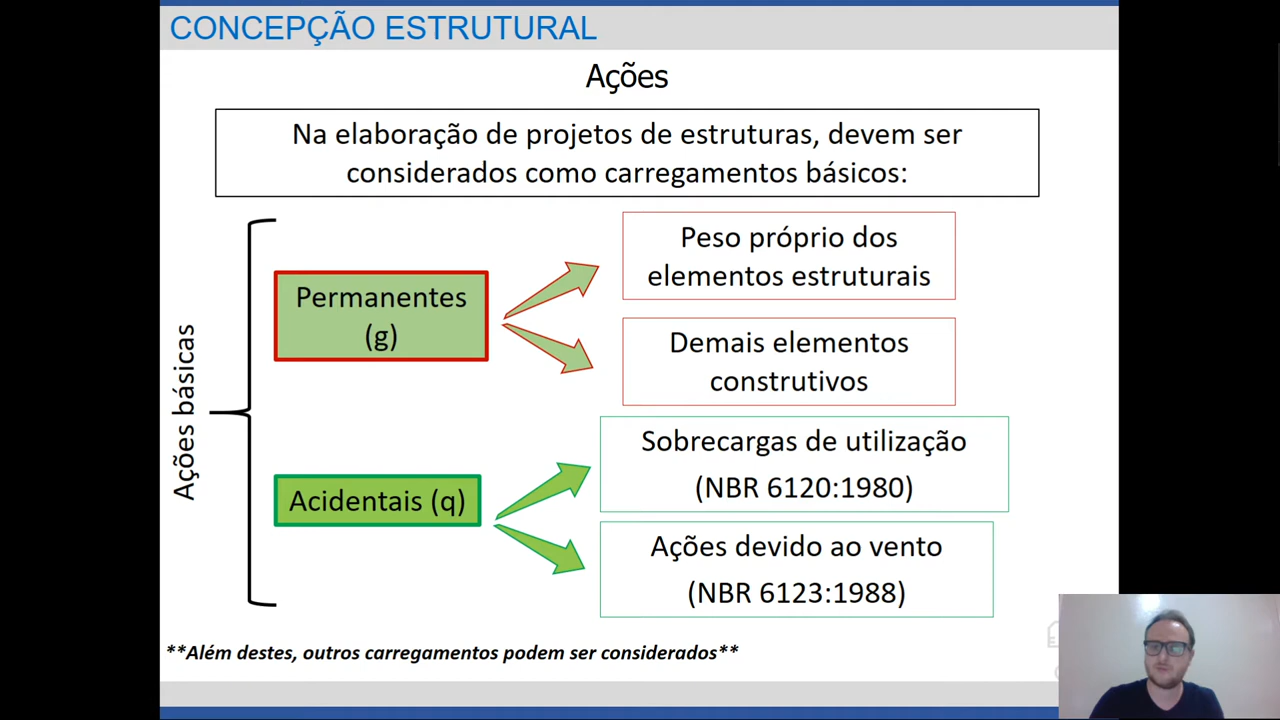 CONCEPÇÃO ESTRUTURAL
Ações
Na elaboração de projetos de estruturas, devem ser
considerados como carregamentos básicos:
Ações básicas
Permanentes
(g)
Peso próprio dos
elementos estruturais
Demais elementos
construtivos
Acidentais (q)
Sobrecargas de utilização
(NBR 6120:1980)
Ações devido ao vento
(NBR 6123:1988)
**Além destes, outros carregamentos podem ser considerados**